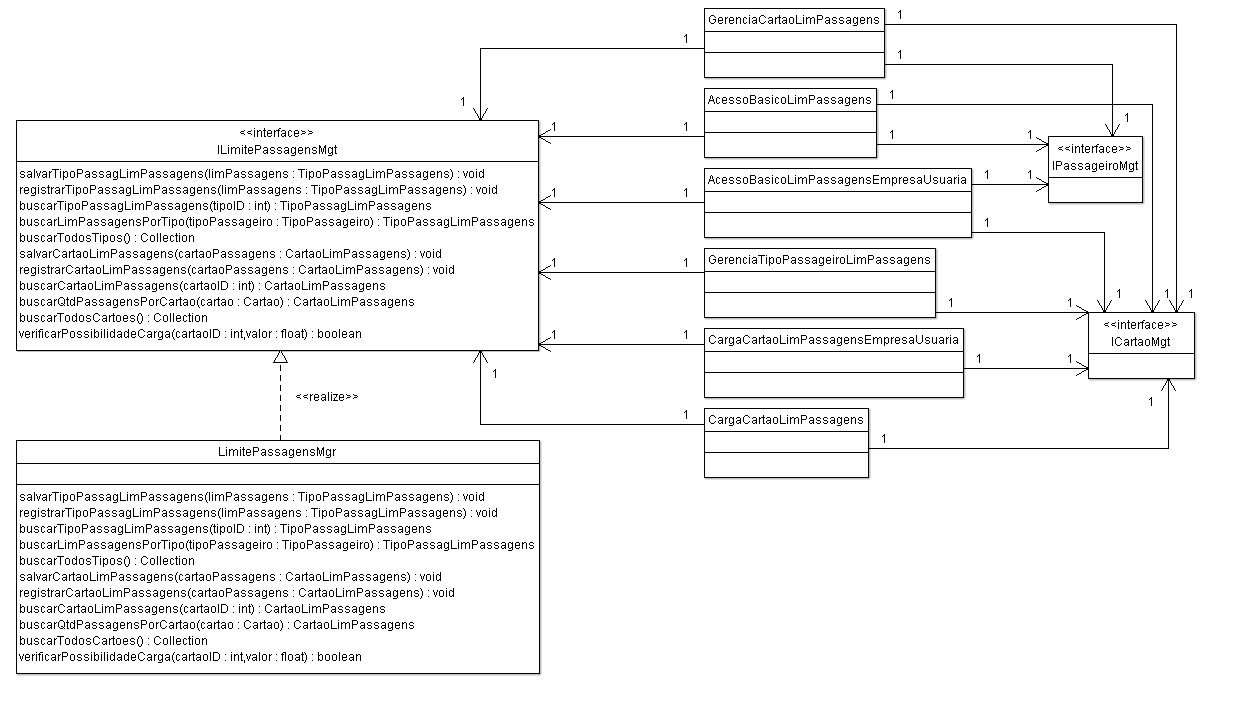 GerenciaCartaoLimPassagens
1
1
1
1
1
AcessoBasicoLimPassagens
1
1
1
1
1
<<interface>>
IPassageiroMgt
AcessoBasicoLimPassagensEmpresaUsuaria
1
1
1
1
1
1
1
1
GerenciaTipoPassageiroLimPassagens
1
1
1
1
<<interface>>
ICartaoMgt
CargaCartaoLimPassagensEmpresaUsuaria
1
1
1
1
CargaCartaoLimPassagens
1
1
1
1
<<interface>>
ILimitePassagensMgt
salvarTipoPassagLimPassagens(limPassagens : TipoPassagLimPassagens) : void
registrarTipoPassagLimPassagens(limPassagens : TipoPassagLimPassagens) : void
buscarTipoPassagLimPassagens(tipoID : int) : TipoPassagLimPassagens
buscarLimPassagensPorTipo(tipoPassageiro : TipoPassageiro) : TipoPassagLimPassagens
buscarTodosTipos() : Collection
salvarCartaoLimPassagens(cartaoPassagens : CartaoLimPassagens) : void
registrarCartaoLimPassagens(cartaoPassagens : CartaoLimPassagens) : void
buscarCartaoLimPassagens(cartaoID : int) : CartaoLimPassagens
buscarQtdPassagensPorCartao(cartao : Cartao) : CartaoLimPassagens
buscarTodosCartoes() : Collection
verificarPossibilidadeCarga(cartaoID : int,valor : float) : boolean
<<realize>>
LimitePassagensMgr
salvarTipoPassagLimPassagens(limPassagens : TipoPassagLimPassagens) : void
registrarTipoPassagLimPassagens(limPassagens : TipoPassagLimPassagens) : void
buscarTipoPassagLimPassagens(tipoID : int) : TipoPassagLimPassagens
buscarLimPassagensPorTipo(tipoPassageiro : TipoPassageiro) : TipoPassagLimPassagens
buscarTodosTipos() : Collection
salvarCartaoLimPassagens(cartaoPassagens : CartaoLimPassagens) : void
registrarCartaoLimPassagens(cartaoPassagens : CartaoLimPassagens) : void
buscarCartaoLimPassagens(cartaoID : int) : CartaoLimPassagens
buscarQtdPassagensPorCartao(cartao : Cartao) : CartaoLimPassagens
buscarTodosCartoes() : Collection
verificarPossibilidadeCarga(cartaoID : int,valor : float) : boolean